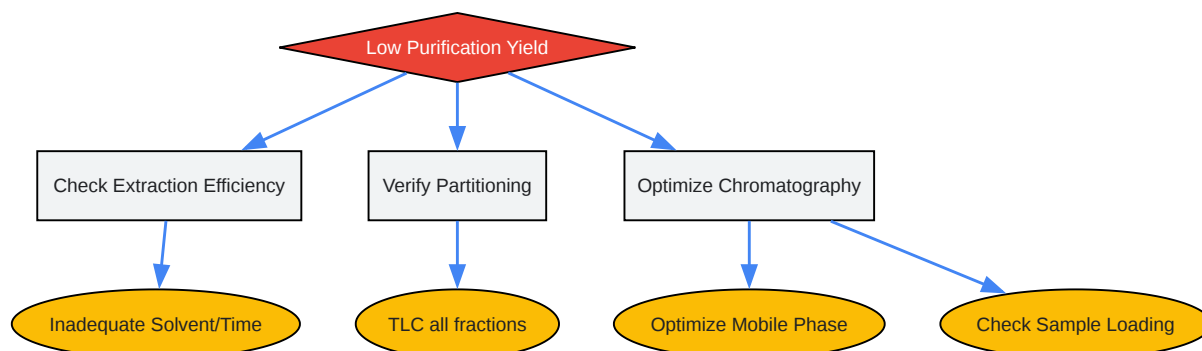 Low Purification Yield
Check Extraction Efficiency
Verify Partitioning
Optimize Chromatography
Inadequate Solvent/Time
TLC all fractions
Optimize Mobile Phase
Check Sample Loading